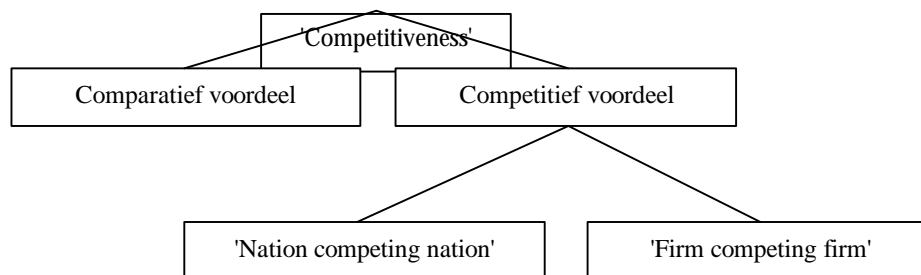 'Competitiveness'
Comparatief voordeel
Competitief voordeel
'Nation competing nation'
'Firm competing firm'